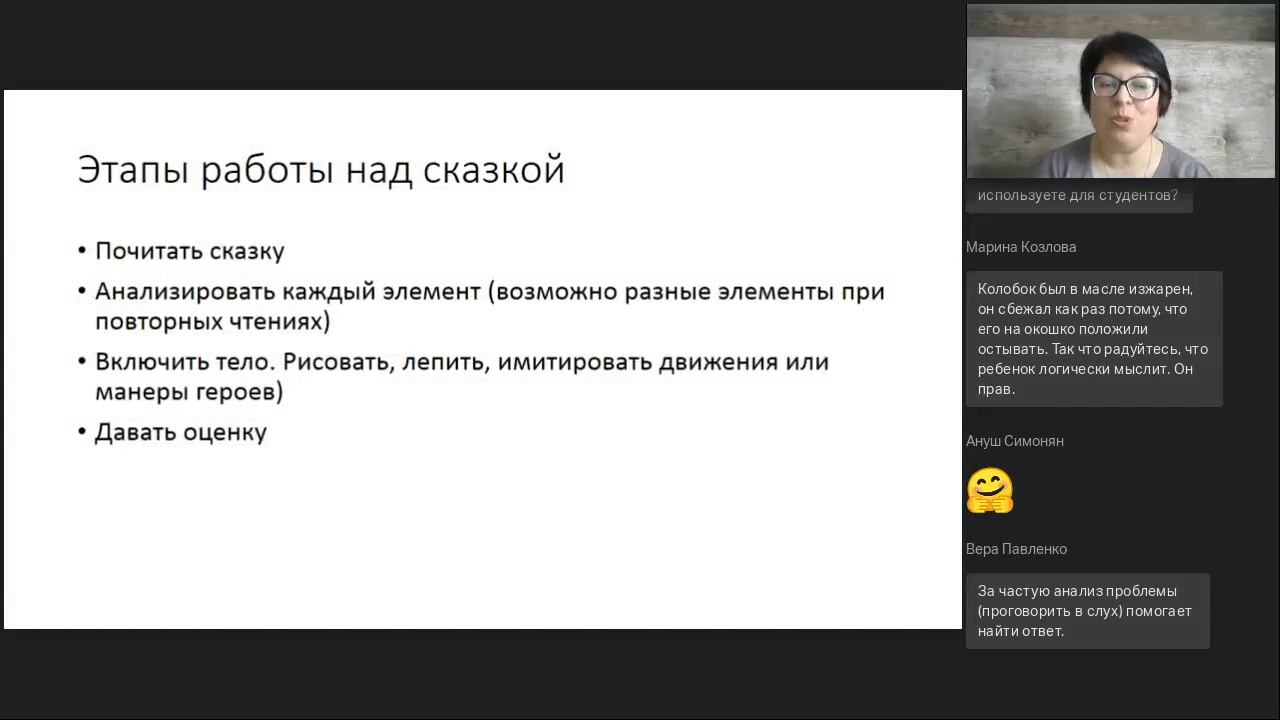 Этапы работы над сказкой
• Почитать сказку
• Анализировать каждый элемент (возможно разные элементы при
повторных чтениях)
• Включить тело. Рисовать, лепить, имитировать движения или
манеры героев)
• Давать оценку
используете для студентов?
Марина Козлова
Колобок был в масле изжарен,
он сбежал как раз потому, что
его на окошко положили
остывать. Так что радуйтесь, что
ребенок логически мыслит. Он
прав.
Ануш Симонян
Вера Павленко
За частую анализ проблемы
(проговорить в слух) помогает
найти ответ.